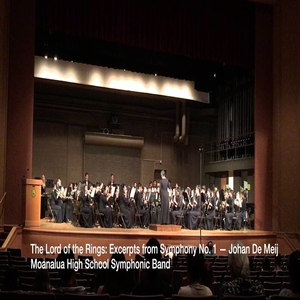 The Lord of the Rings: Excerpts from Symphony No. 1 – Johan De Meij
Moanalua High School Symphonic Band